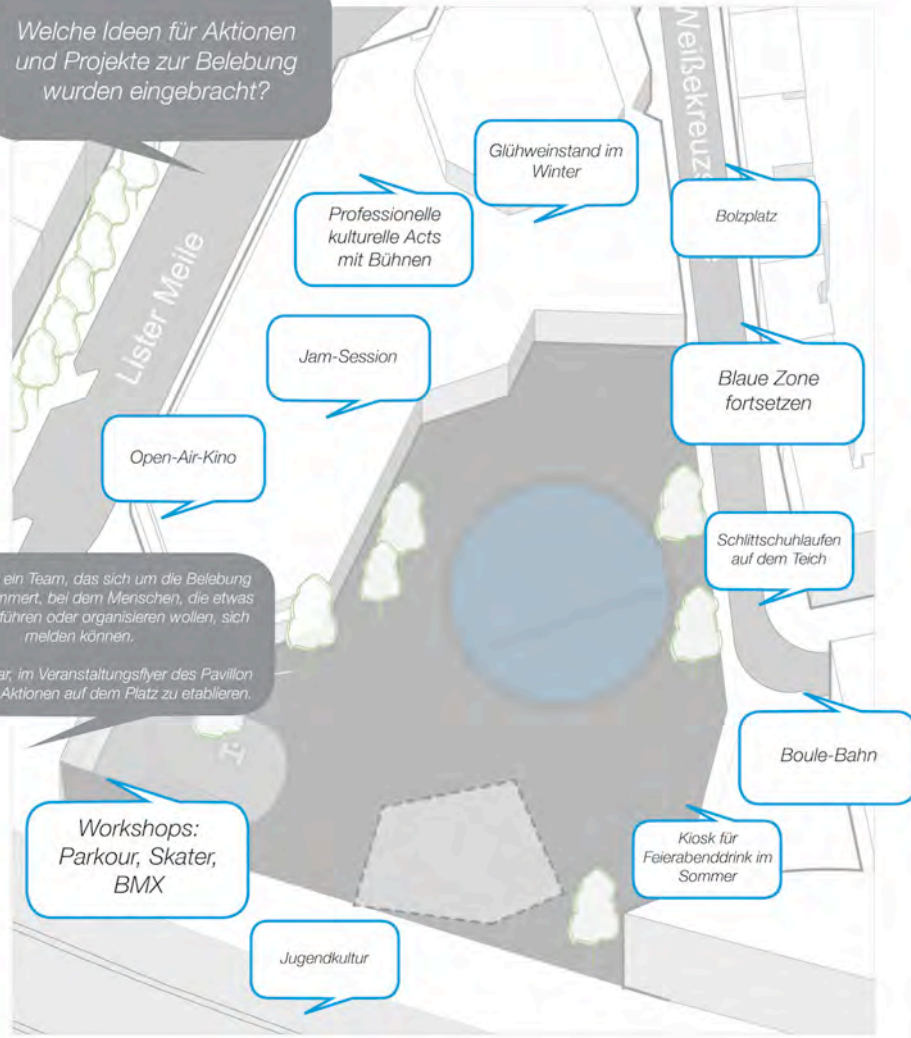 Welche Ideen für Aktionen
und Projekte zur Belebung
wurden eingebracht?
Weißekreuzs
Glühweinstand im
Winter
Professionelle
kulturelle Acts
mit Bühnen
Bolzplatz
Lister Meile
Jam-Session
Blaue Zone
fortsetzen
Open-Air-Kino
Schlittschuhlaufen
auf dem Teich
ein Team, das sich um die Belebung
mmert, bei dem Menschen, die etwas
führen oder organisieren wollen, sich
melden können.
ar, im Veranstaltungsflyer des Pavillon
Aktionen auf dem Platz zu etablieren.
Boule-Bahn
Workshops:
Parkour, Skater,
BMX
Kiosk für
Feierabenddrink im
Sommer
Jugendkultur